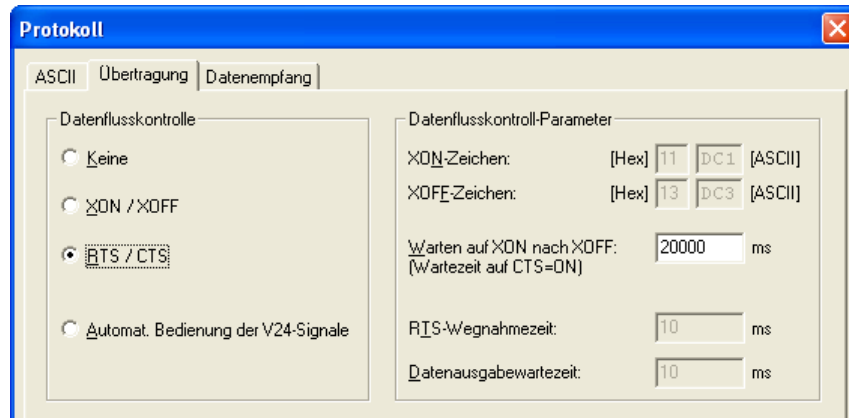 Protokoll
ASCII Übertragung Datenempfang
Datenflusskontrolle
Keine
XON / XOFF
RTS / CTS
Automat. Bedienung der V24-Signale
Datenflusskontroll-Parameter
XON-Zeichen: [Hex] 11 DC1 [ASCII]
XOFF-Zeichen: [Hex] 13 DC3 [ASCII]
Warten auf XON nach XOFF: 20000 ms
(Wartezeit auf CTS=ON)
RTS-Wegnahmezeit: 10 ms
Datenausgabewartezeit: 10 ms